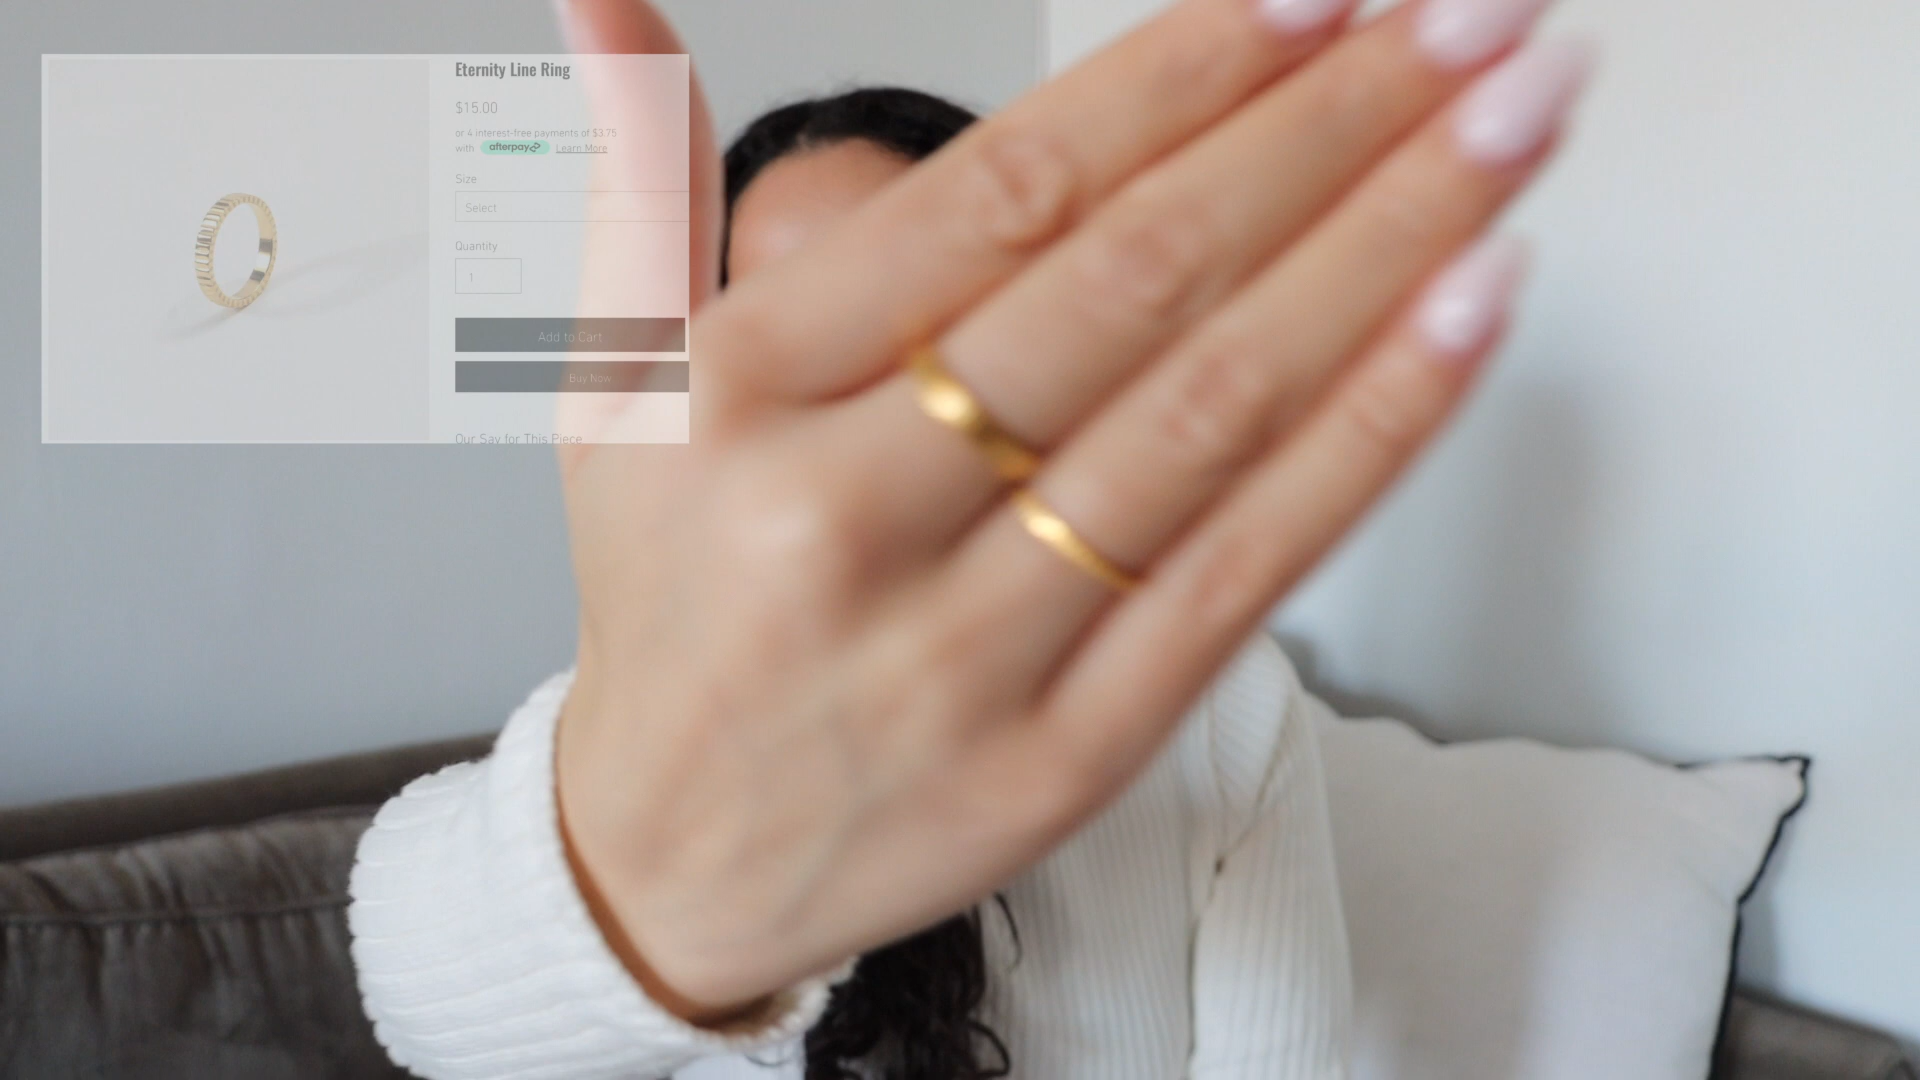 Eternity Line Ring
$15.00
or 4 interest-free payments of $3.75
with afterpay Learn More
Size
Select
Quantity
1
Add to Cart
Buy Now
Our Say for This Piece